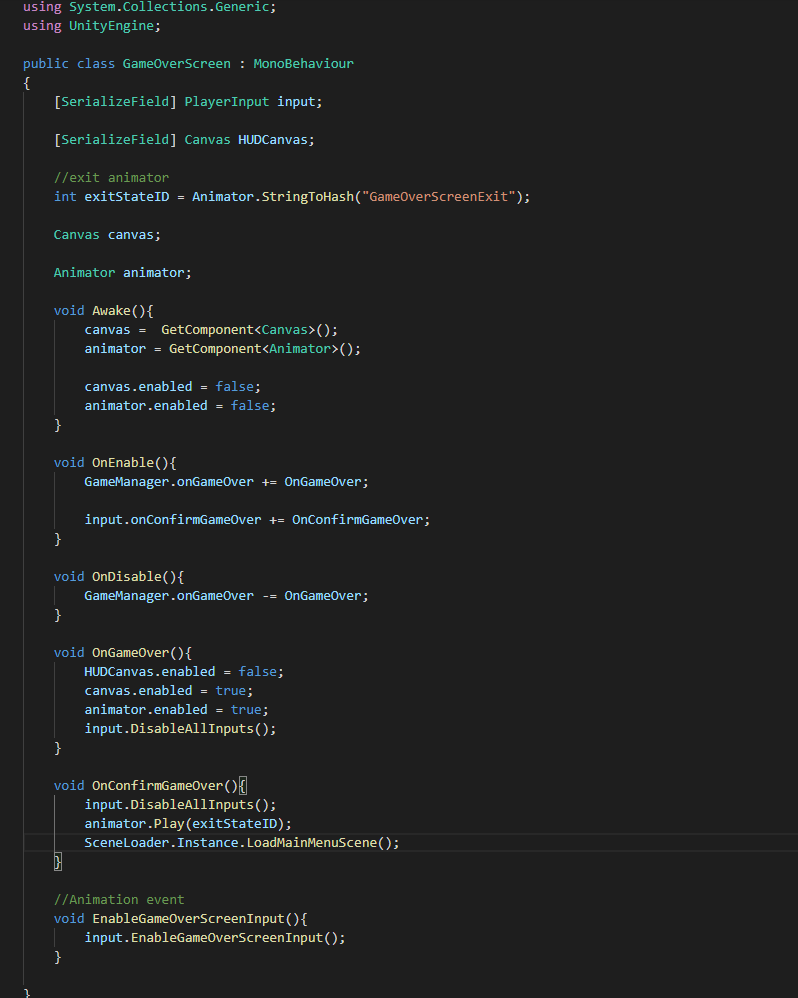 using System.Collections.Generic;
using UnityEngine;

public class GameOverScreen : MonoBehaviour
{
    [SerializeField] PlayerInput input;

    [SerializeField] Canvas HUDCanvas;

    //exit animator
    int exitStateID = Animator.StringToHash("GameOverScreenExit");

    Canvas canvas;

    Animator animator;

    void Awake(){
        canvas =  GetComponent<Canvas>();
        animator = GetComponent<Animator>();

        canvas.enabled = false;
        animator.enabled = false;
    }

    void OnEnable(){
        GameManager.onGameOver += OnGameOver;

        input.onConfirmGameOver += OnConfirmGameOver;
    }

    void OnDisable(){
        GameManager.onGameOver -= OnGameOver;
    }

    void OnGameOver(){
        HUDCanvas.enabled = false;
        canvas.enabled = true;
        animator.enabled = true;
        input.DisableAllInputs();
    }

    void OnConfirmGameOver(){
        input.DisableAllInputs();
        animator.Play(exitStateID);
        SceneLoader.Instance.LoadMainMenuScene();
    }

    //Animation event
    void EnableGameOverScreenInput(){
        input.EnableGameOverScreenInput();
    }

}